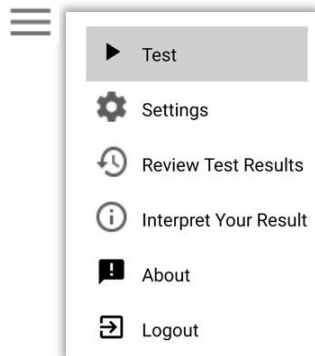 Test
Settings
Review Test Results
Interpret Your Result
About
Logout